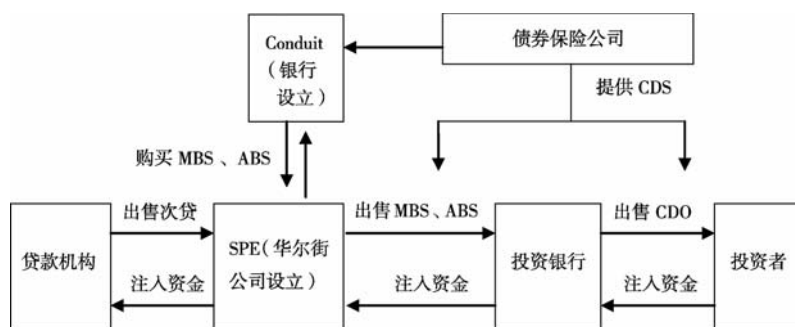 Conduit
（银行
设立）
债券保险公司
提供 CDS
购买 MBS 、ABS
出售次贷
出售 MBS、ABS
出售 CDO
贷款机构
SPE（华尔街
公司设立）
投资银行
投资者
注入资金
注入资金
注入资金